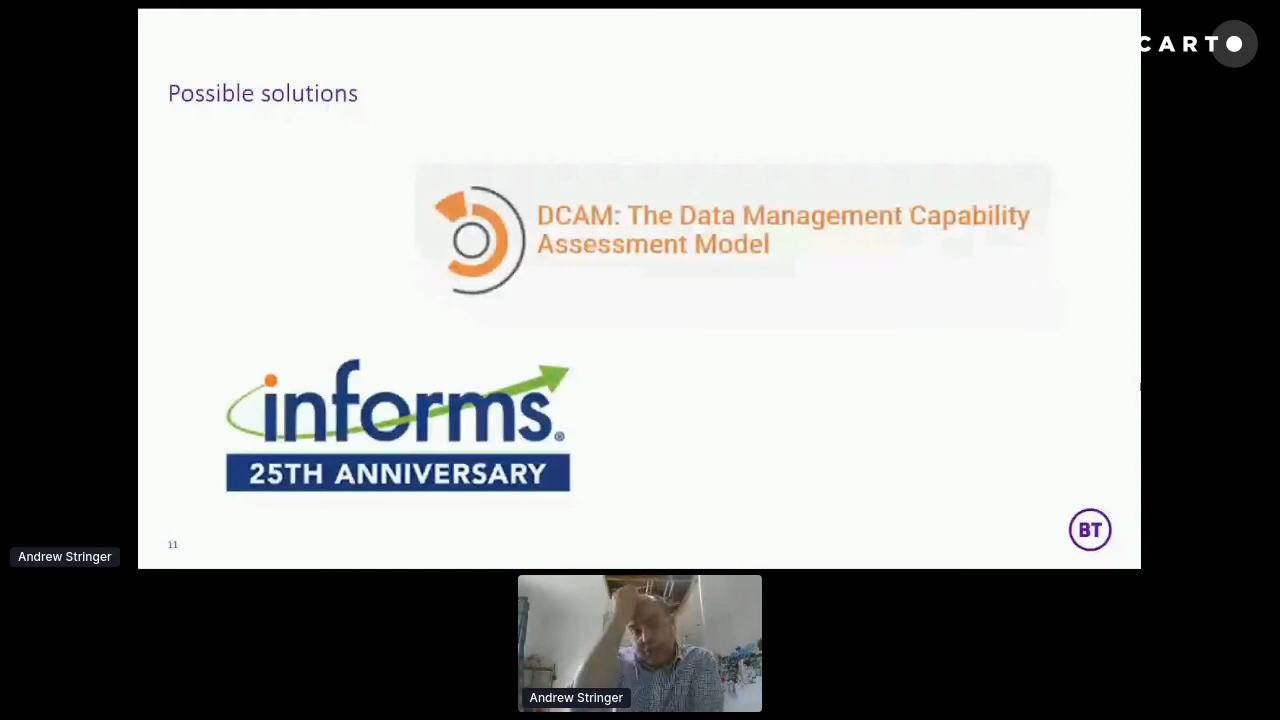 CARTO
Possible solutions
DCAM: The Data Management Capability
Assessment Model
informs®
25TH ANNIVERSARY
BT
11
Andrew Stringer
Andrew Stringer